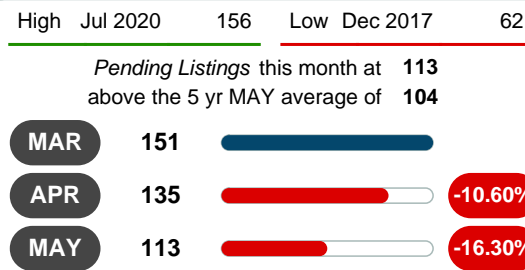 High Jul 2020 156 Low Dec 2017 62
Pending Listings this month at 113
above the 5 yr MAY average of 104
MAR 151
APR 135 -10.60%
MAY 113 -16.30%